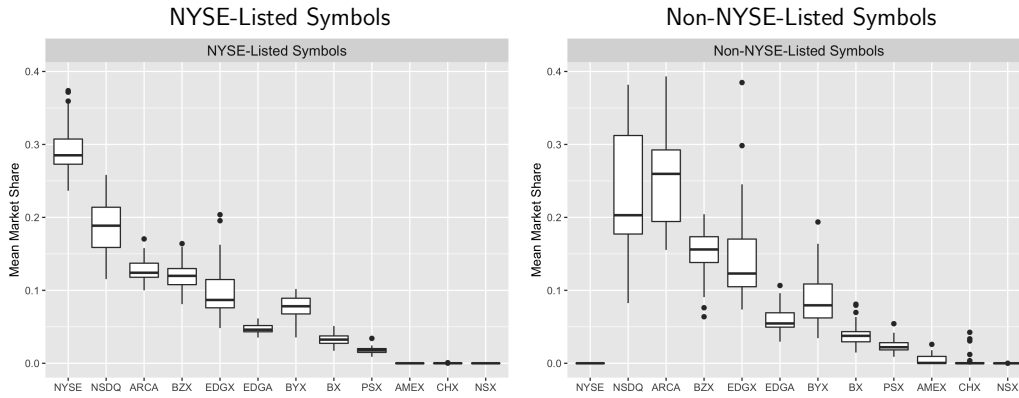 NYSE-Listed Symbols
NYSE-Listed Symbols
Mean Market Share
0.4
0.3
0.2
0.1
0.0
NYSE NSDQ ARCA BZX EDGX EDGA BYX BX PSX AMEX CHX NSX
Non-NYSE-Listed Symbols
Non-NYSE-Listed Symbols
Mean Market Share
0.4
0.3
0.2
0.1
0.0
NYSE NSDQ ARCA BZX EDGX EDGA BYX BX PSX AMEX CHX NSX